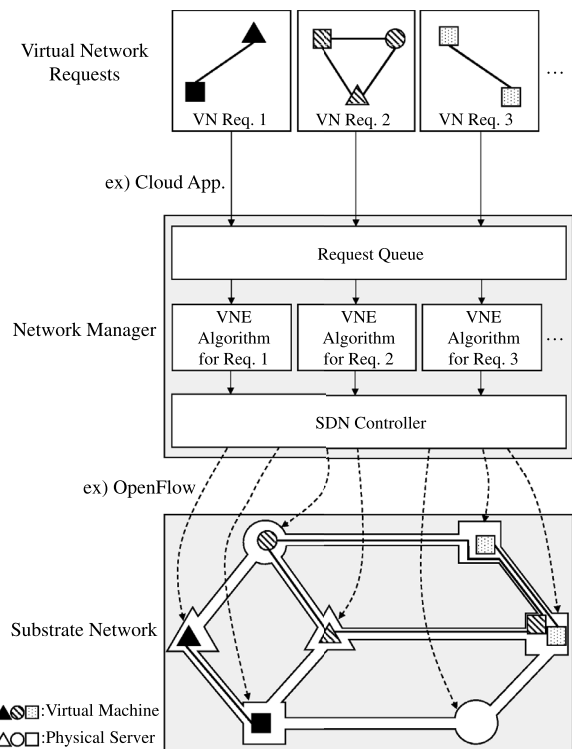 Virtual Network
Requests
VN Req. 1
VN Req. 2
VN Req. 3
...
ex) Cloud App.
Request Queue
Network Manager
VNE
Algorithm
for Req. 1
VNE
Algorithm
for Req. 2
VNE
Algorithm
for Req. 3
...
SDN Controller
ex) OpenFlow
Substrate Network
:Virtual Machine
:Physical Server